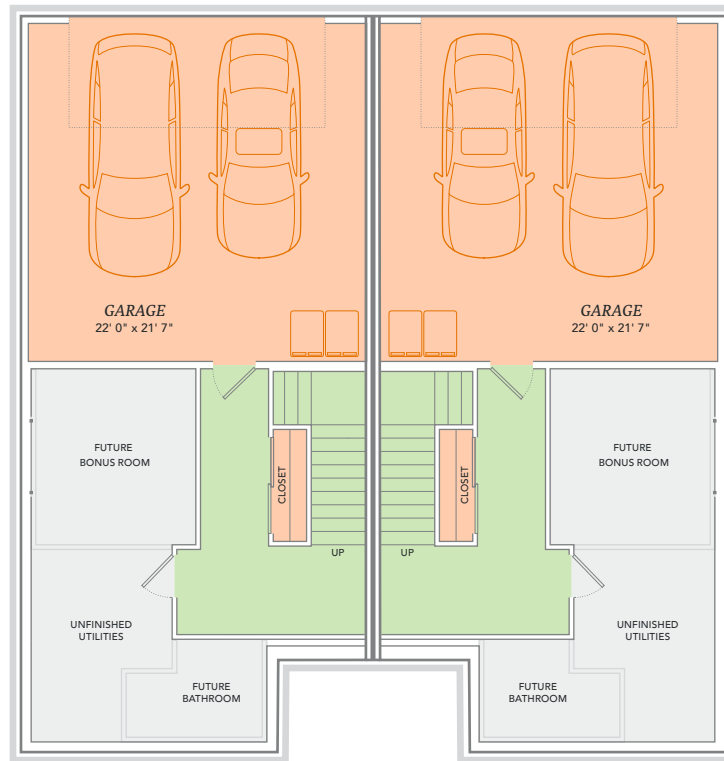 GARAGE
22' 0" x 21' 7"
GARAGE
22' 0" x 21' 7"
FUTURE
BONUS ROOM
CLOSET
CLOSET
FUTURE
BONUS ROOM
UP
UP
UNFINISHED
UTILITIES
UNFINISHED
UTILITIES
FUTURE
BATHROOM
FUTURE
BATHROOM